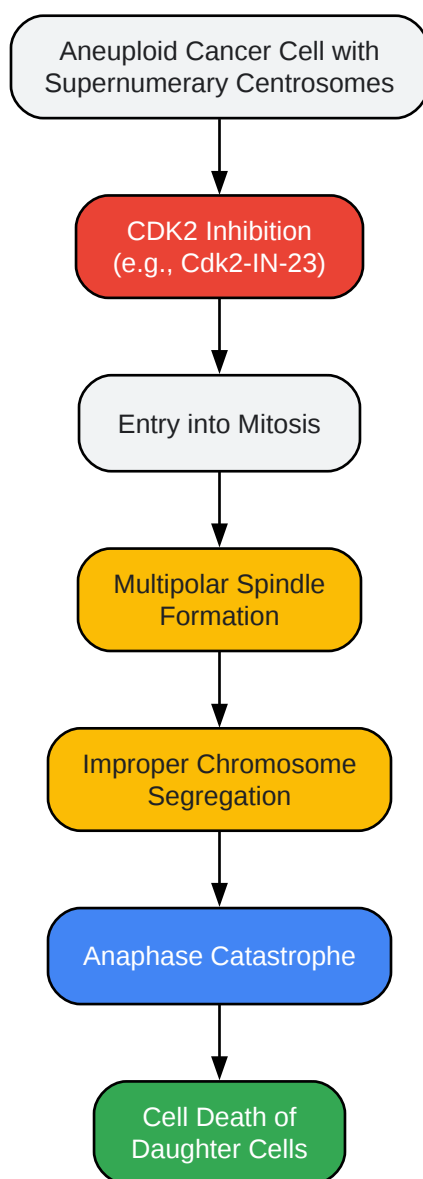 Aneuploid Cancer Cell with
Supernumerary Centrosomes
CDK2 Inhibition
(e.g., Cdk2-IN-23)
Entry into Mitosis
Multipolar Spindle
Formation
Improper Chromosome
Segregation
Anaphase Catastrophe
Cell Death of
Daughter Cells